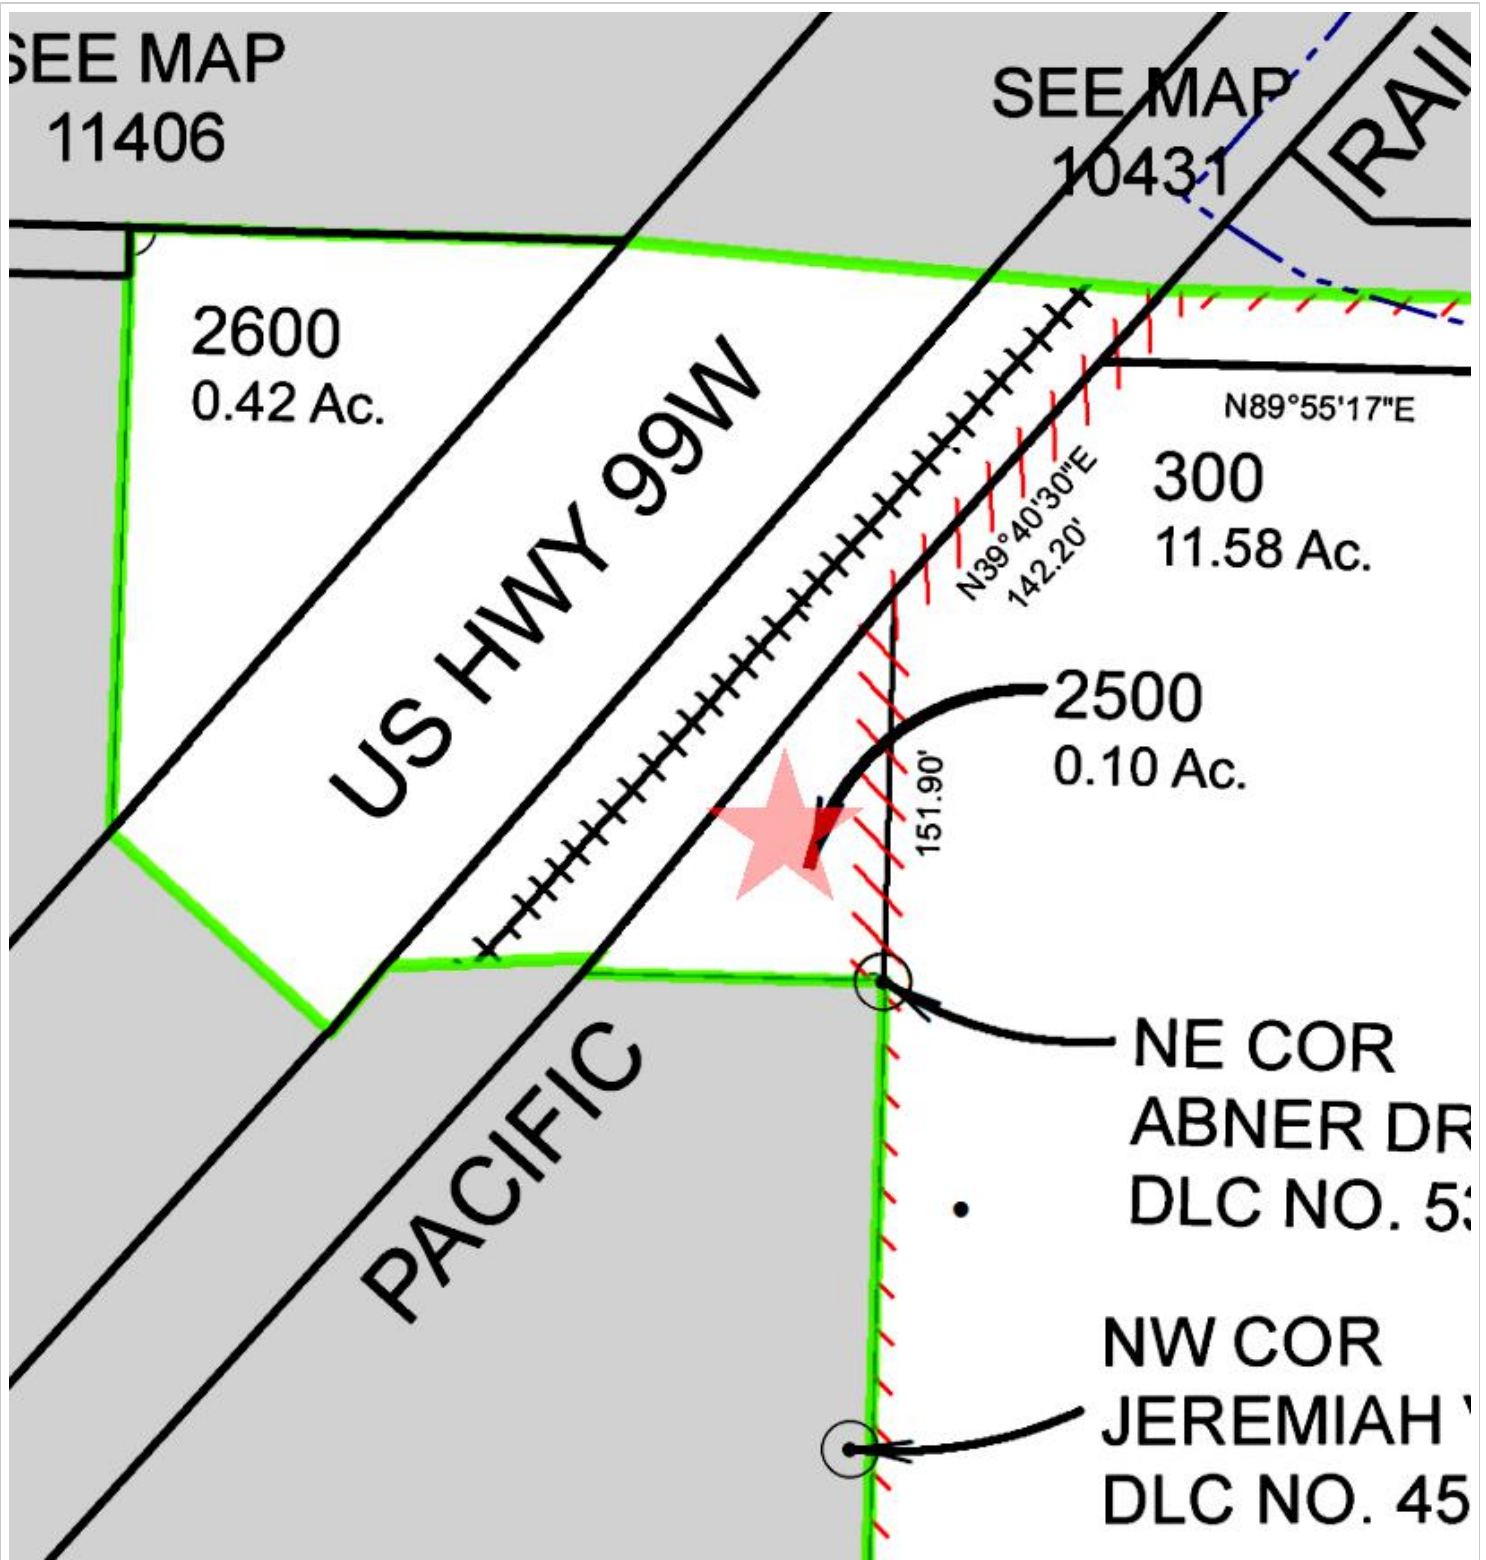 SEE MAP
11406
SEE MAP
10431
RAIL
2600
0.42 Ac.
US HWY 99W
N89°55'17"E
300
11.58 Ac.
N39°40'30"E
142.20'
2500
0.10 Ac.
151.90'
NE COR
ABNER DR
DLC NO. 53
PACIFIC
NW COR
JEREMIAH
DLC NO. 45